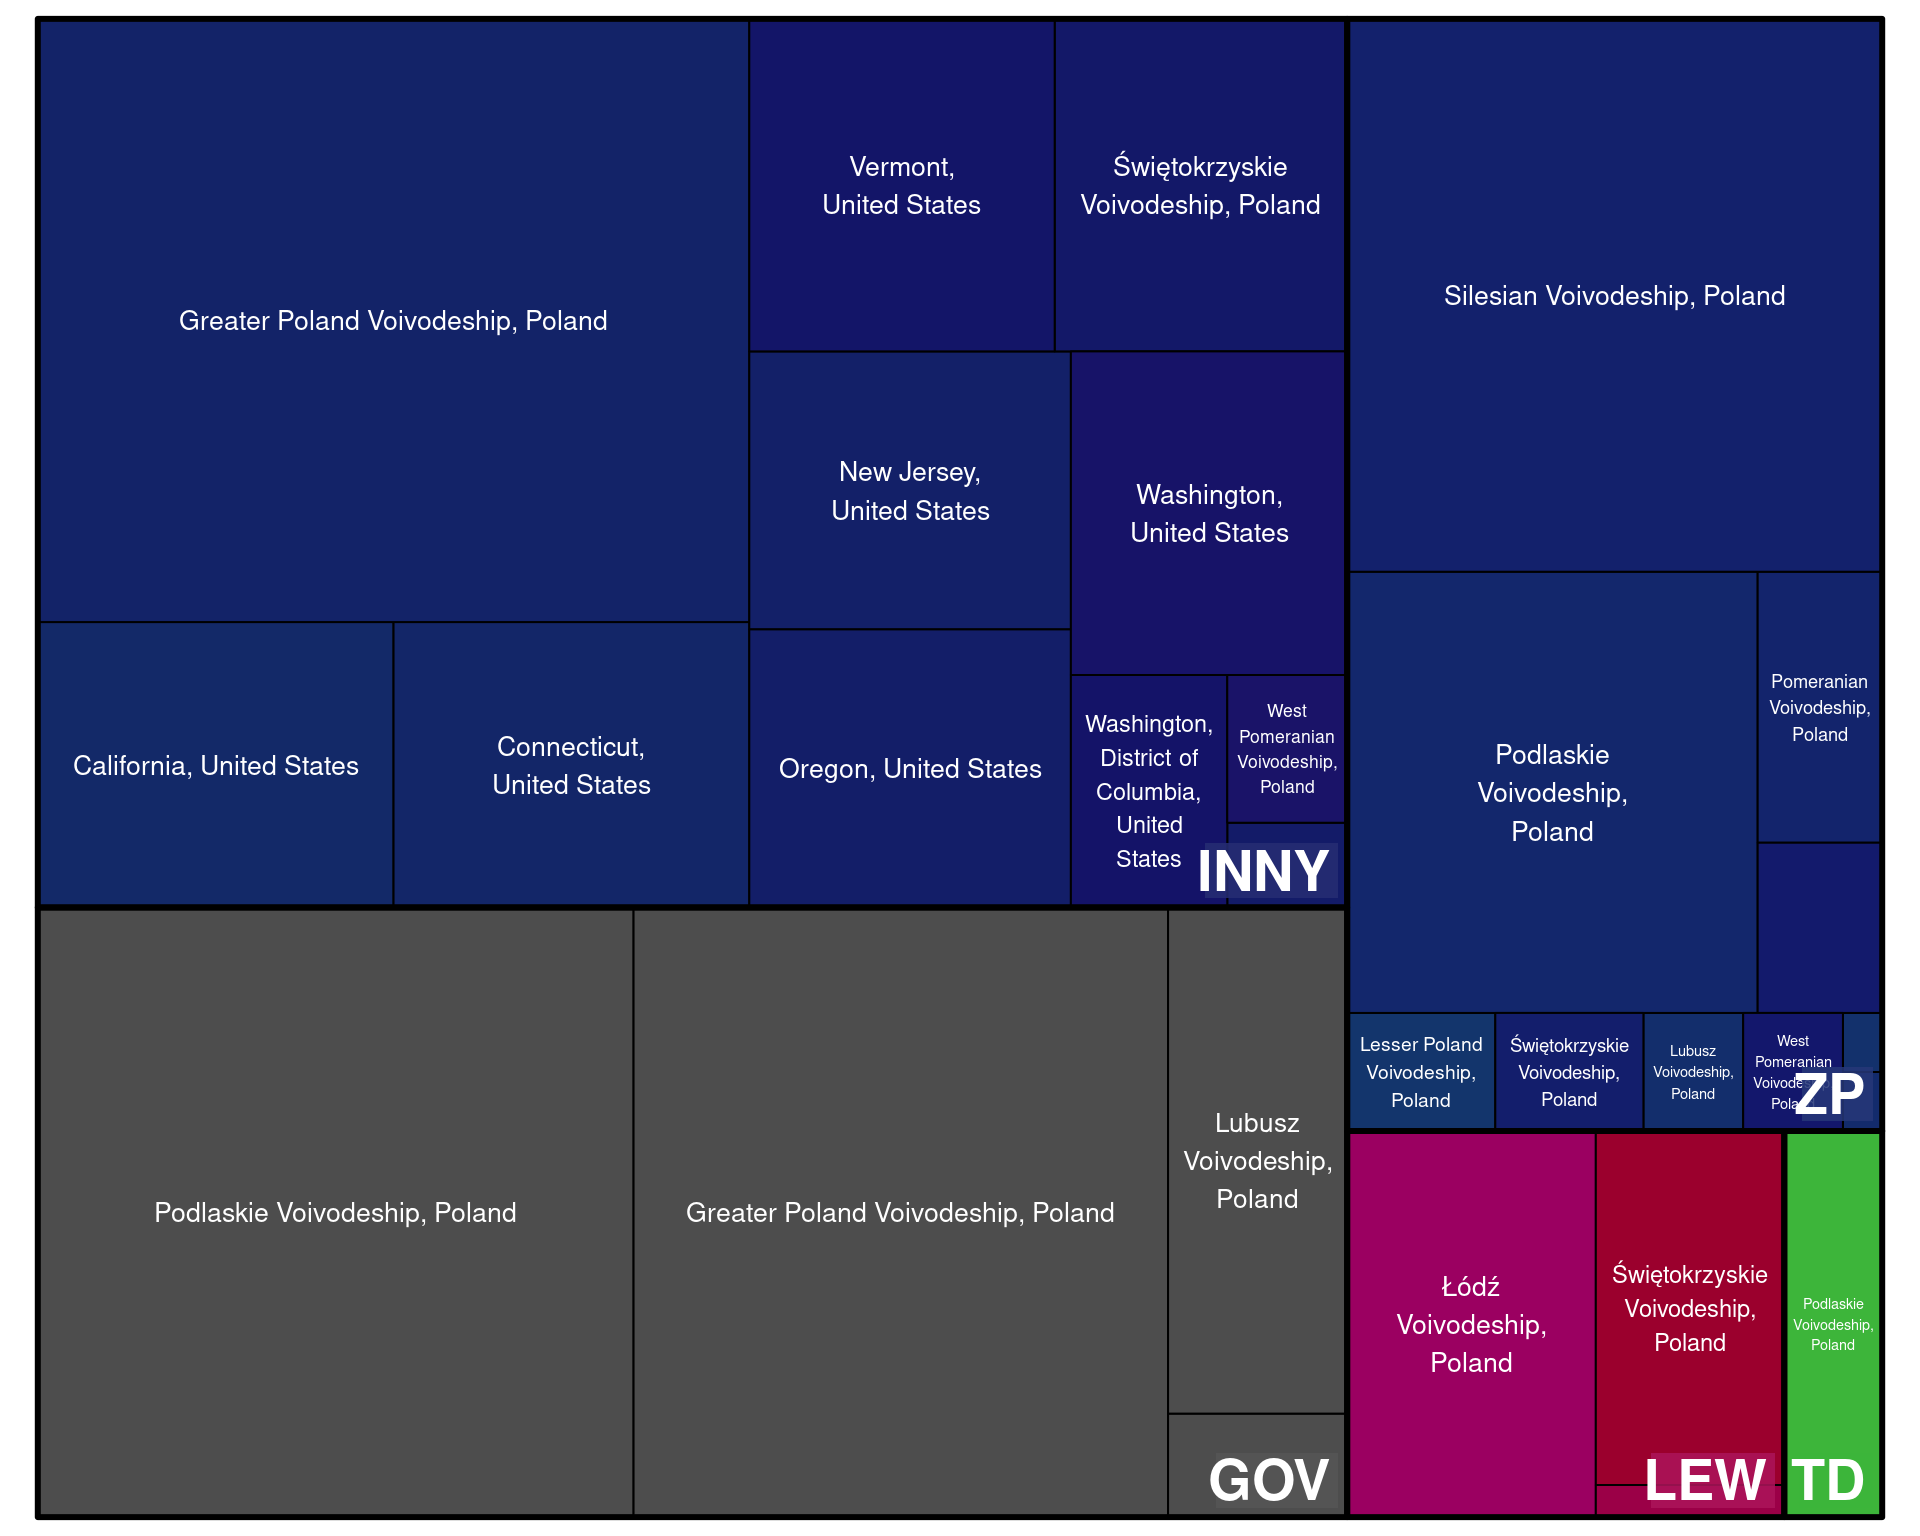 Greater Poland Voivodeship, Poland
Vermont,
United States
Świętokrzyskie
Voivodeship, Poland
New Jersey,
United States
Washington,
United States
California, United States
Connecticut,
United States
Oregon, United States
Washington,
District of
Columbia,
United
States
West
Pomeranian
Voivodeship,
Poland
INNY
Podlaskie Voivodeship, Poland
Greater Poland Voivodeship, Poland
Lubusz
Voivodeship,
Poland
GOV
Silesian Voivodeship, Poland
Podlaskie
Voivodeship,
Poland
Pomeranian
Voivodeship,
Poland
Lesser Poland
Voivodeship,
Poland
Świętokrzyskie
Voivodeship,
Poland
Lubusz
Voivodeship,
Poland
West
Pomeranian
ZP
Łódź
Voivodeship,
Poland
Świętokrzyskie
Voivodeship,
Poland
LEW
Podlaskie
Voivodeship,
Poland
TD